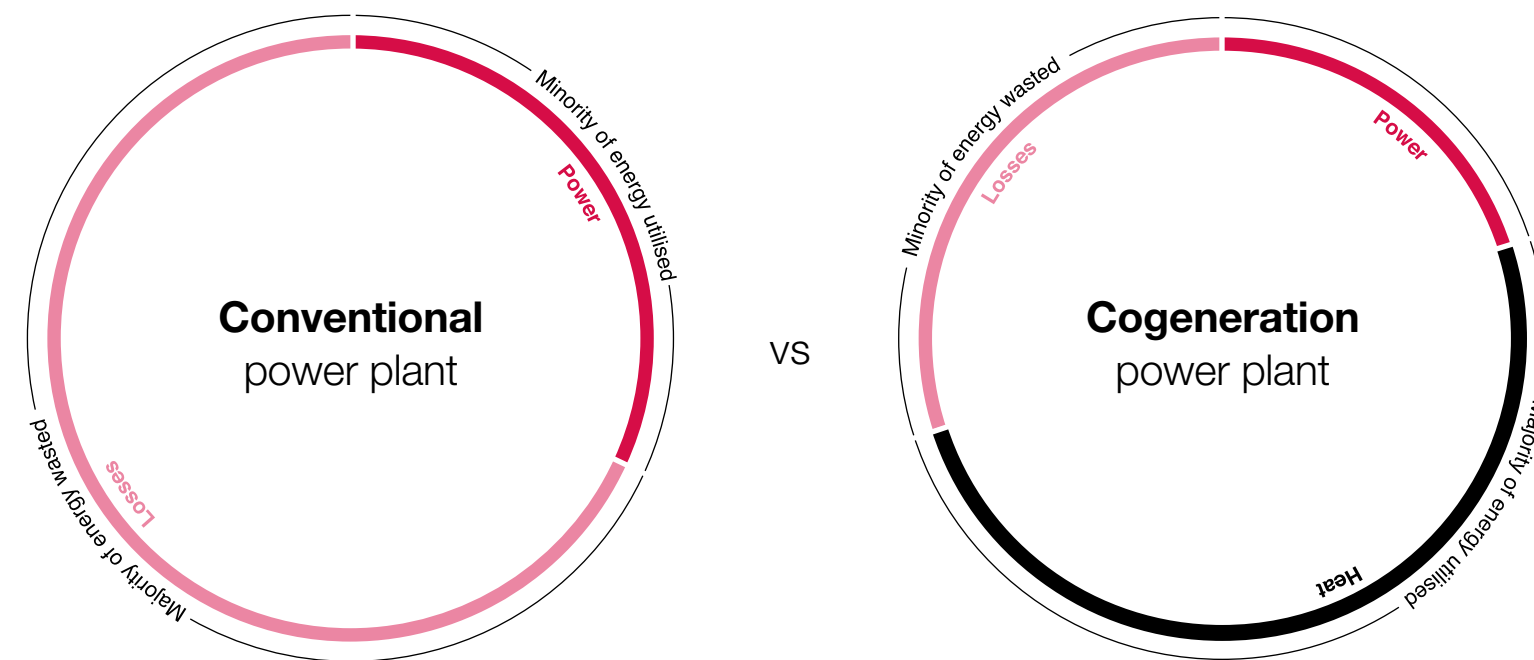 Minority of energy utilised
Power
Conventional
power plant
Losses
Majority of energy wasted
vs
Minority of energy wasted
Losses
Power
Cogeneration
power plant
Heat
Majority of energy utilised